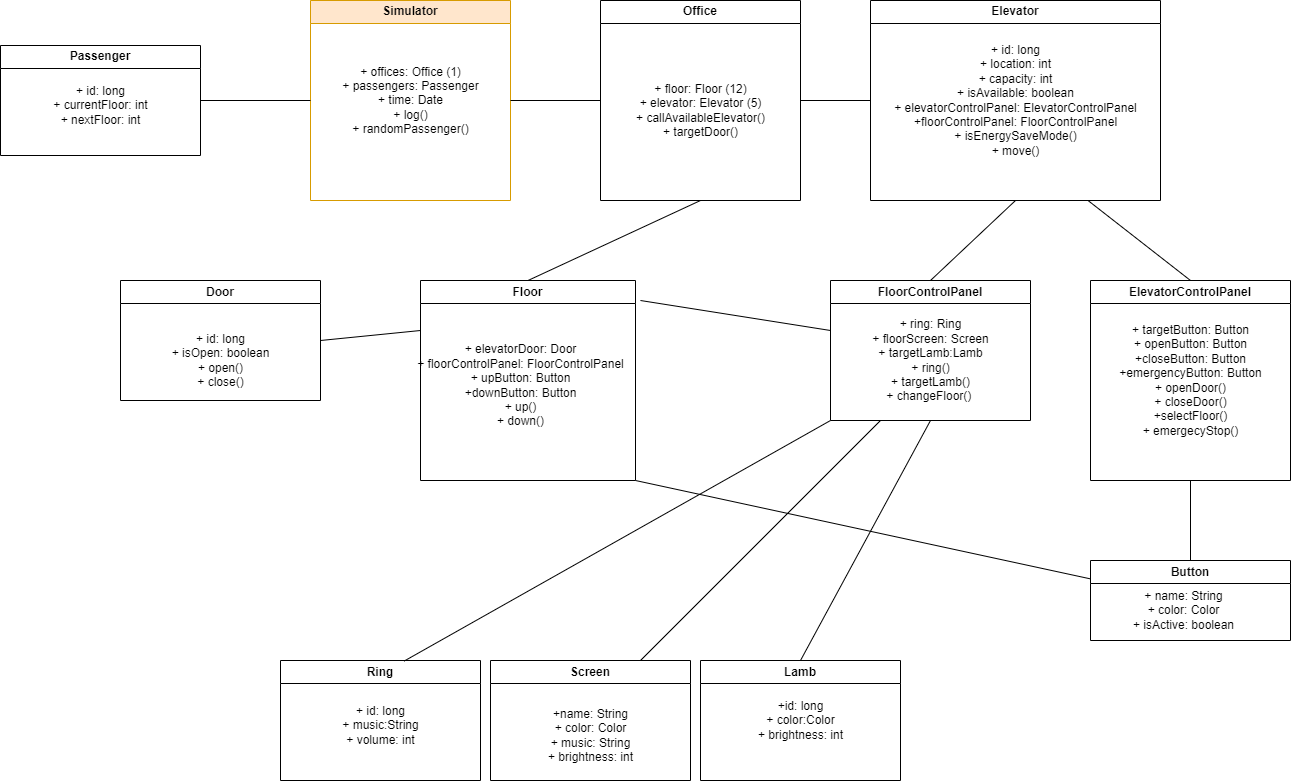 Passenger
+ id: long
+ currentFloor: int
+ nextFloor: int
Simulator
+ offices: Office (1)
+ passengers: Passenger
+ time: Date
+ log()
+ randomPassenger()
Office
+ floor: Floor (12)
+ elevator: Elevator (5)
+ callAvailableElevator()
+ targetDoor()
Elevator
+ id: long
+ location: int
+ capacity: int
+ isAvailable: boolean
+ elevatorControlPanel: ElevatorControlPanel
+floorControlPanel: FloorControlPanel
+ isEnergySaveMode()
+ move()
Door
+ id: long
+ isOpen: boolean
+ open()
+ close()
Floor
+ elevatorDoor: Door
+ floorControlPanel: FloorControlPanel
+ upButton: Button
+downButton: Button
+ up()
+ down()
FloorControlPanel
+ ring: Ring
+ floorScreen: Screen
+ targetLamb:Lamb
+ ring()
+ targetLamb()
+ changeFloor()
ElevatorControlPanel
+ targetButton: Button
+ openButton: Button
+closeButton: Button
+emergencyButton: Button
+ openDoor()
+ closeDoor()
+selectFloor()
+ emergecyStop()
Button
+ name: String
+ color: Color
+ isActive: boolean
Ring
+ id: long
+ music:String
+ volume: int
Screen
+name: String
+ color: Color
+ music: String
+ brightness: int
Lamb
+id: long
+ color:Color
+ brightness: int